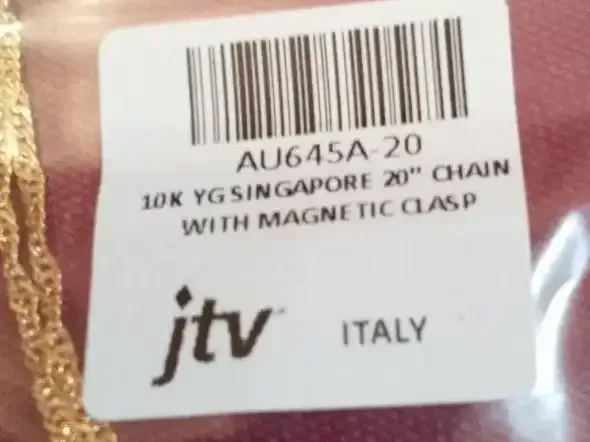 AU645A-20
10K YG SINGAPORE 20" CHAIN
WITH MAGNETIC CLASP
jtv
ITALY